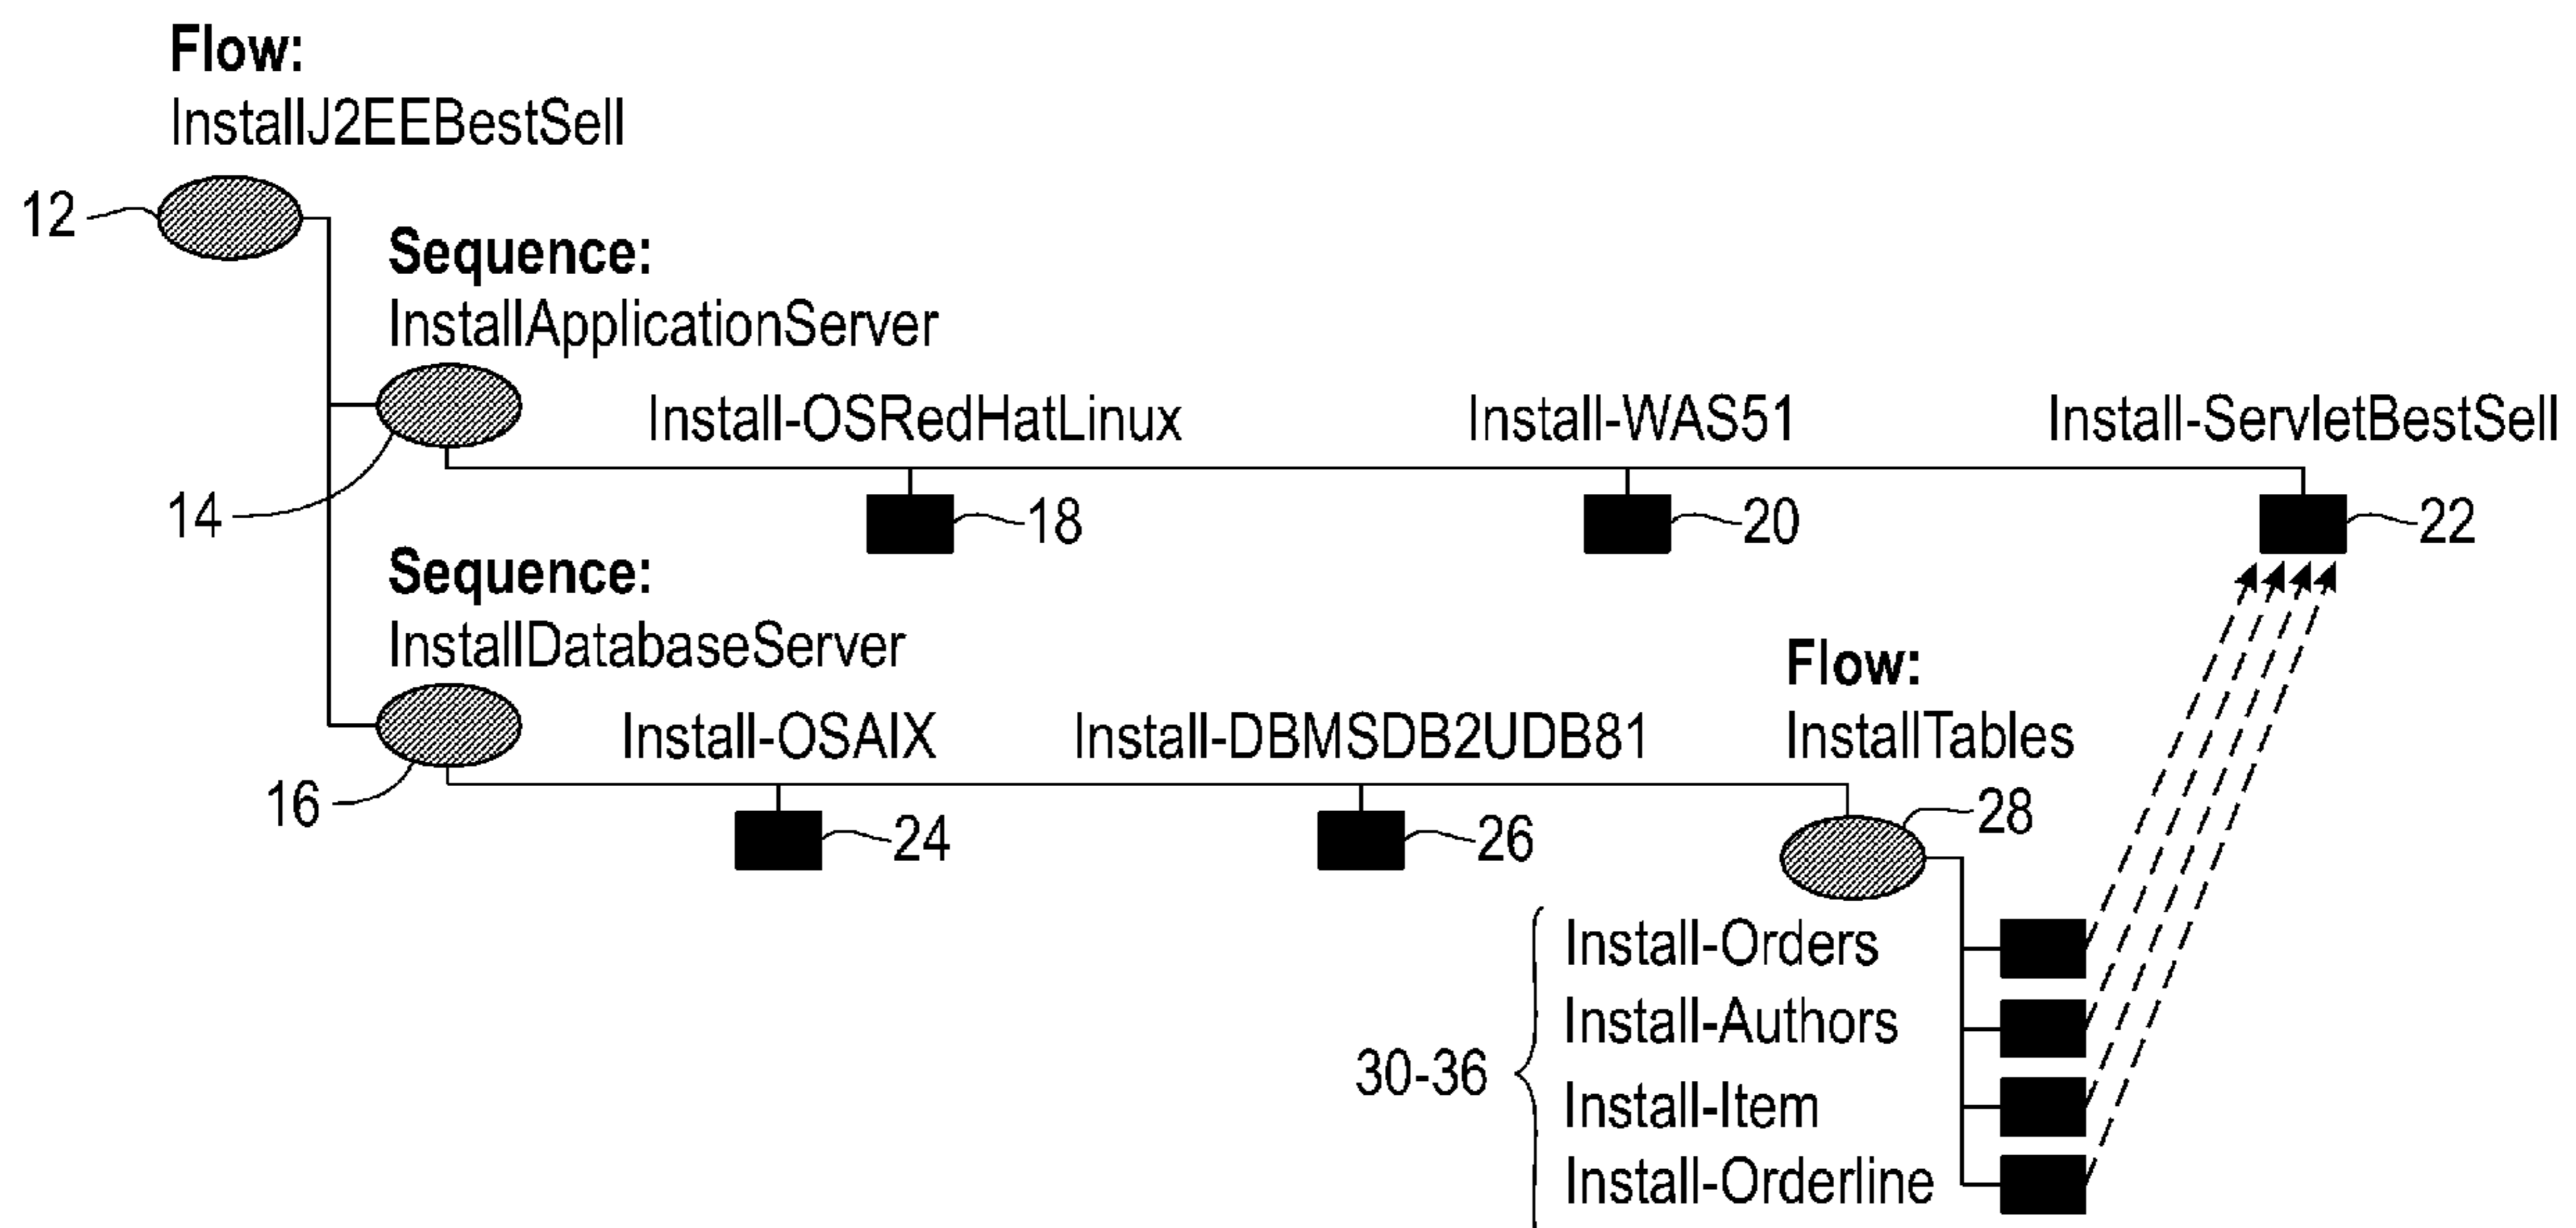 Flow:
InstallJ2EEBestSell
12
Sequence:
InstallApplicationServer
Install-OSRedHatLinux
Install-WAS51
Install-ServletBestSell
14
18
20
22
Sequence:
InstallDatabaseServer
Flow:
InstallTables
Install-OSAIX
Install-DBMSDB2UDB81
16
24
26
28
30-36
Install-Orders
Install-Authors
Install-Item
Install-Orderline